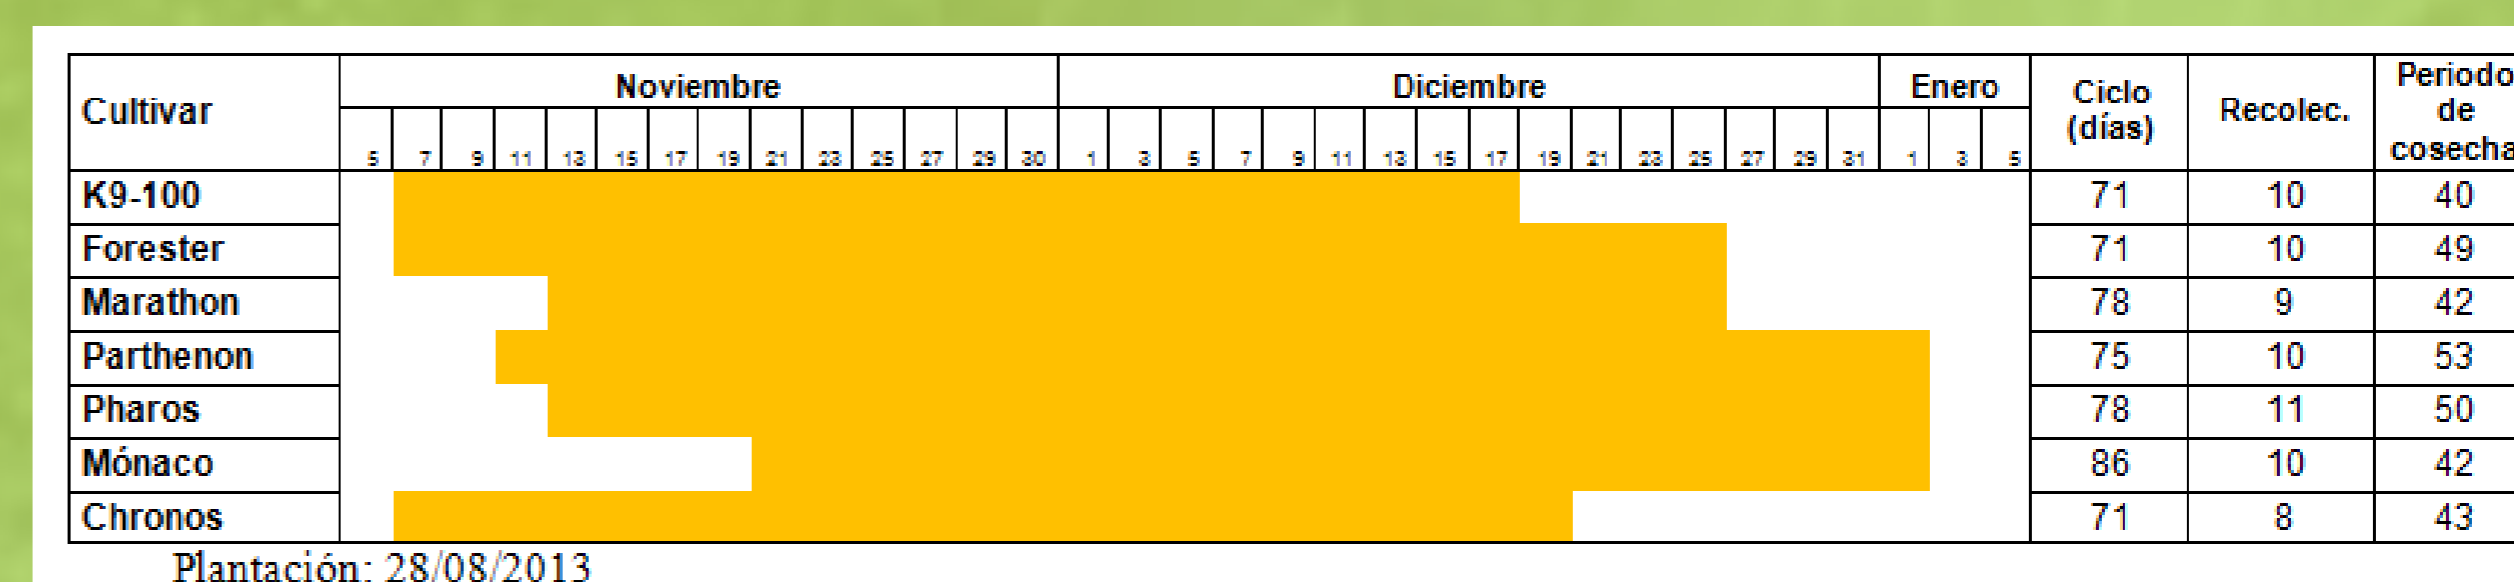 Cultivar Noviembre Diciembre Enero Ciclo (días) Recolec. Periodo de cosecha
5 7 9 11 13 15 17 19 21 23 25 27 29 30 1 3 5 7 9 11 13 15 17 19 21 23 25 27 29 31 1 3 5
K9-100 71 10 40
Forester 71 10 49
Marathon 78 9 42
Parthenon 75 10 53
Pharos 78 11 50
Mónaco 86 10 42
Chronos 71 8 43
Plantación: 28/08/2013